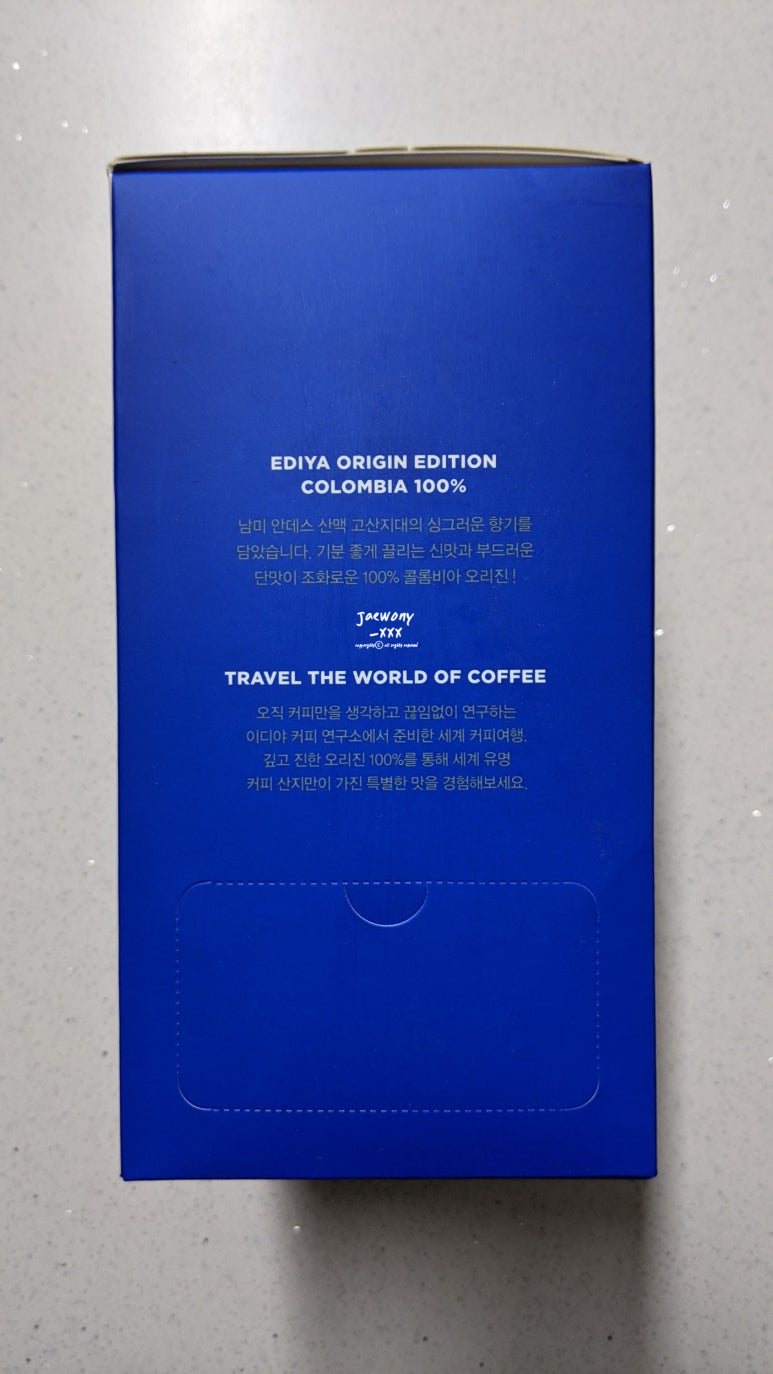 EDIYA ORIGIN EDITION
COLOMBIA 100%
남미 안데스 산맥 고산지대의 싱그러운 향기를
담았습니다. 기분 좋게 끌리는 신맛과 부드러운
단맛이 조화로운 100% 콜롬비아 오리진!
Jaewony
_xxx
copyrightⓒ all rights reserved
TRAVEL THE WORLD OF COFFEE
오직 커피만을 생각하고 끊임없이 연구하는
이디야 커피 연구소에서 준비한 세계 커피여행.
깊고 진한 오리진 100%를 통해 세계 유명
커피 산지만이 가진 특별한 맛을 경험해보세요.